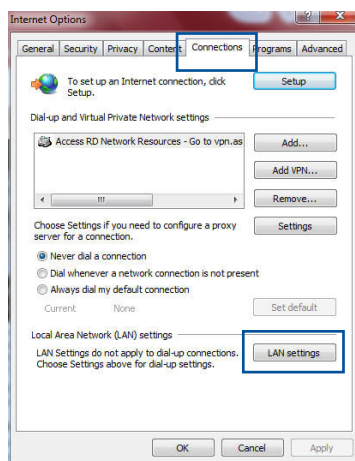 Internet Options
General Security Privacy Content Connections Programs Advanced
To set up an Internet connection, click
Setup.
Setup
Dial-up and Virtual Private Network settings
Access RD Network Resources - Go to vpn.as
Add...
Add VPN...
Remove...
Choose Settings if you need to configure a proxy
server for a connection.
Settings
Never dial a connection
Dial whenever a network connection is not present
Always dial my default connection
Current None
Set default
Local Area Network (LAN) settings
LAN Settings do not apply to dial-up connections.
Choose Settings above for dial-up settings.
LAN settings
OK Cancel Apply